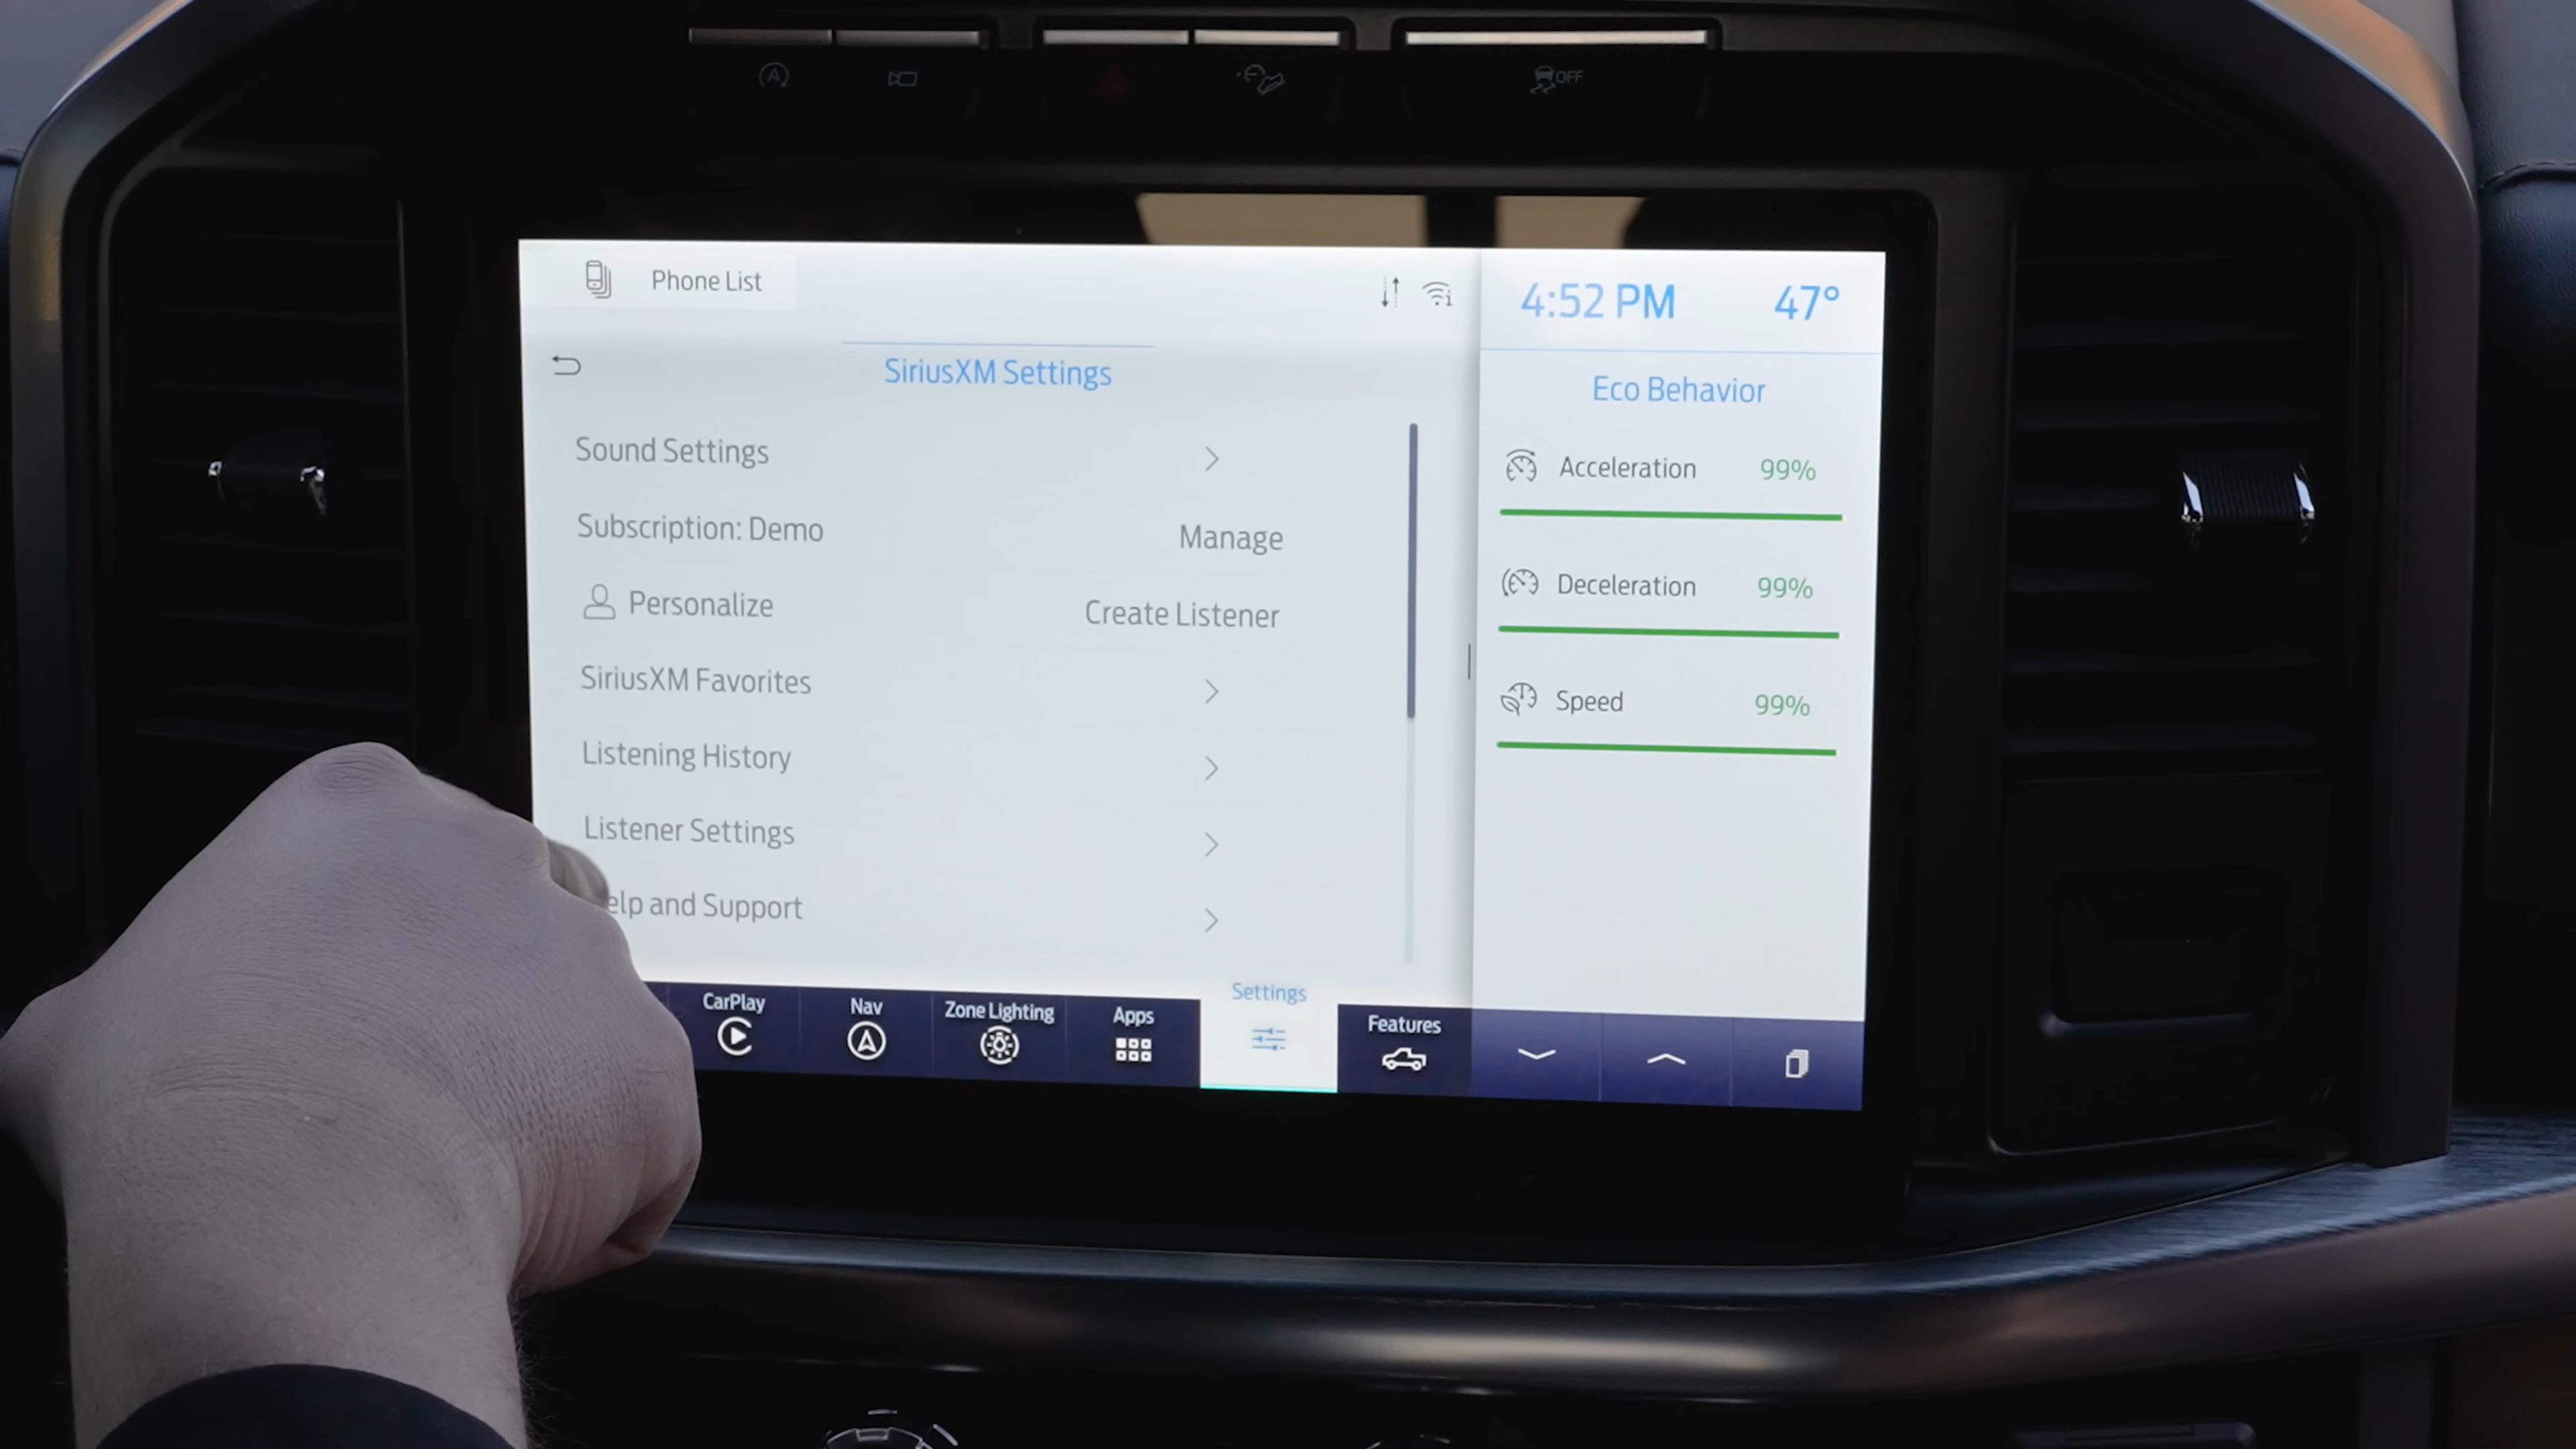 OFF
Phone List
4:52 PM 47°
SiriusXM Settings
Eco Behavior
Sound Settings
Acceleration 99%
Subscription: Demo Manage
Deceleration 99%
Personalize Create Listener
SiriusXM Favorites
Speed 99%
Listening History
Listener Settings
elp and Support
CarPlay
Nav
Zone Lighting
Apps
Settings
Features